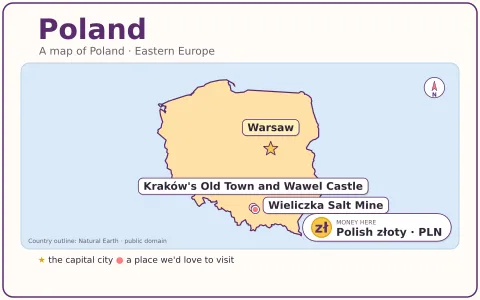 Poland
A map of Poland · Eastern Europe
N
Warsaw
Kraków's Old Town and Wawel Castle
Wieliczka Salt Mine
zł
MONEY HERE
Polish złoty · PLN
Country outline: Natural Earth · public domain
★ the capital city ● a place we'd love to visit